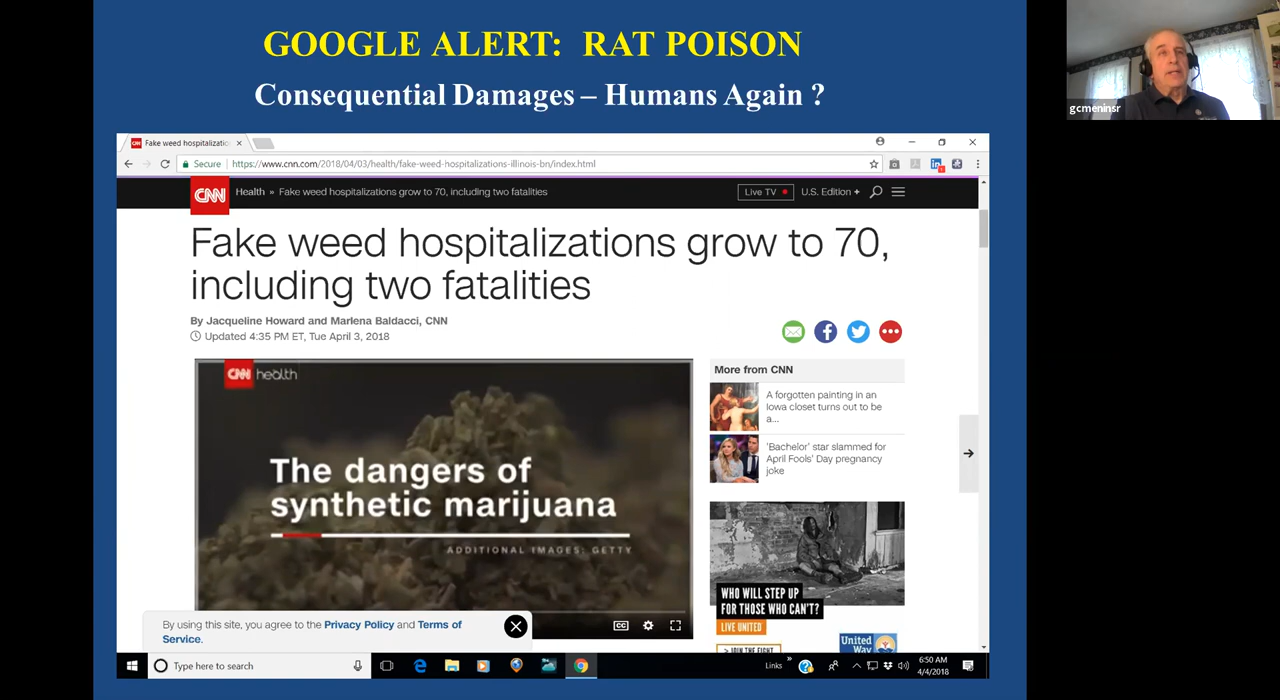 GOOGLE ALERT: RAT POISON
Consequential Damages – Humans Again ?
gcmeninsr
Fake weed hospitalizatio
Secure
https://www.cnn.com/2018/04/03/health/fake-weed-hospitalizations-illinois-bn/index.html
CNN
Health » Fake weed hospitalizations grow to 70, including two fatalities
Live TV
U.S. Edition +
Fake weed hospitalizations grow to 70,
including two fatalities
By Jacqueline Howard and Marlena Baldacci, CNN
Updated 4:35 PM ET, Tue April 3, 2018
CNN health
The dangers of
synthetic marijuana
ADDITIONAL IMAGES: GETTY
More from CNN
A forgotten painting in an
Iowa closet turns out to be
a...
'Bachelor' star slammed for
April Fools' Day pregnancy
joke
WHO WILL STEP UP
FOR THOSE WHO CAN'T?
LIVE UNITED
> JOIN THE FIGHT
United
Way
By using this site, you agree to the Privacy Policy and Terms of
Service.
CC
Type here to search
Links
6:50 AM
4/4/2018